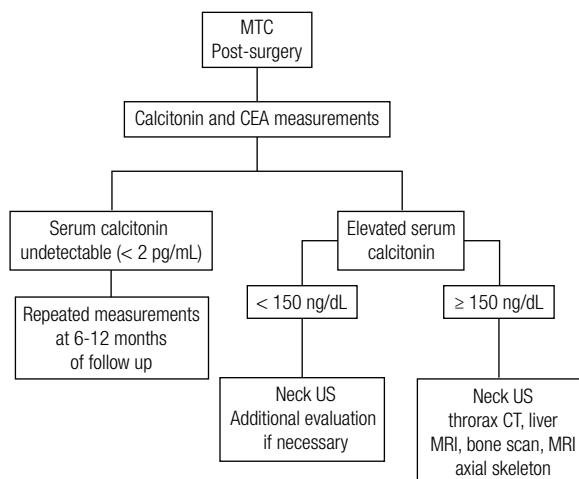 MTC
Post-surgery
Calcitonin and CEA measurements
Serum calcitonin
undetectable (< 2 pg/mL)
Elevated serum
calcitonin
Repeated measurements
at 6-12 months
of follow up
< 150 ng/dL
≥ 150 ng/dL
Neck US
Additional evaluation
if necessary
Neck US
throrax CT, liver
MRI, bone scan, MRI
axial skeleton